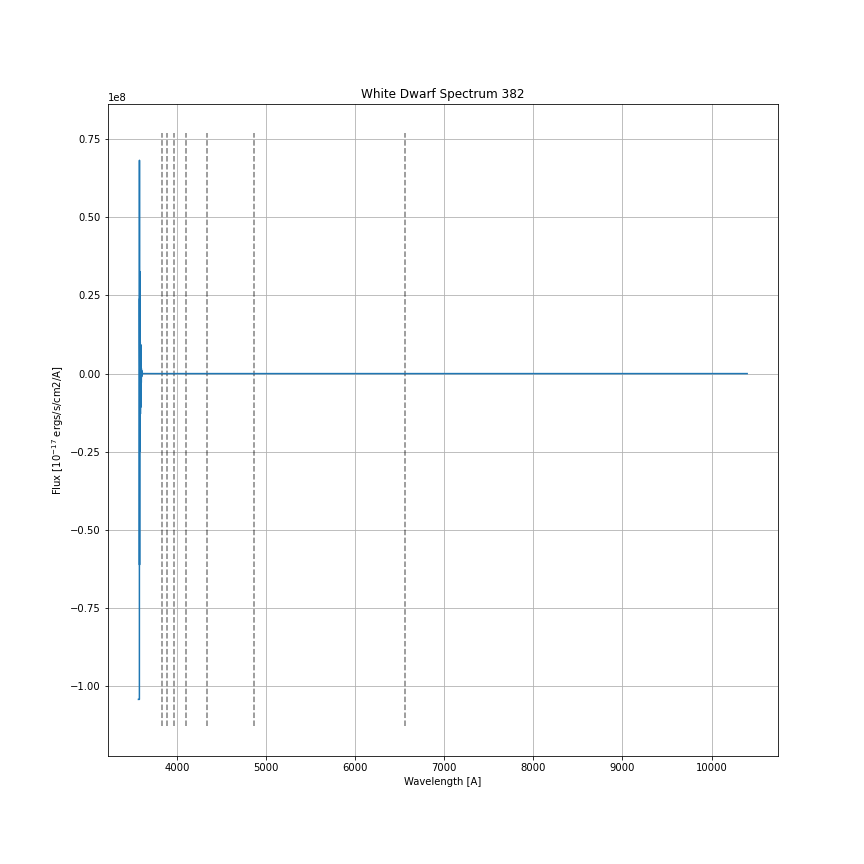 White Dwarf Spectrum 382
1e8
0.75
0.50
0.25
0.00
−0.25
−0.50
−0.75
−1.00
Flux [10⁻¹⁷ ergs/s/cm2/A]
4000 5000 6000 7000 8000 9000 10000
Wavelength [A]